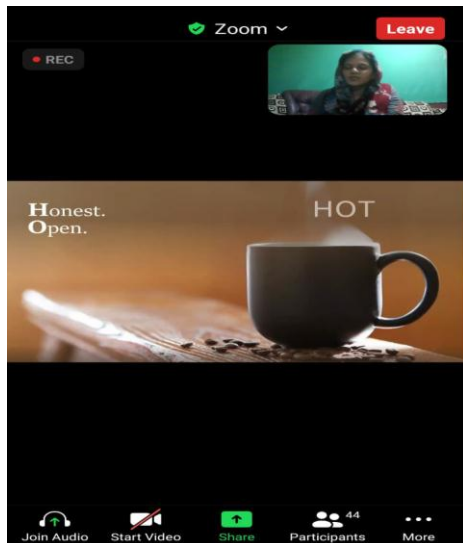 Zoom
Leave
REC
Honest.
Open.
HOT
44
Join Audio
Start Video
Share
Participants
More